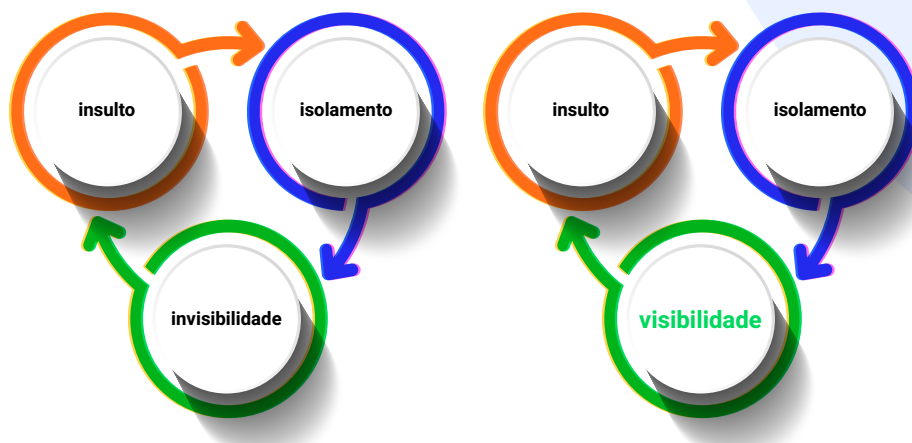 insulto
isolamento
invisibilidade
insulto
isolamento
visibilidade